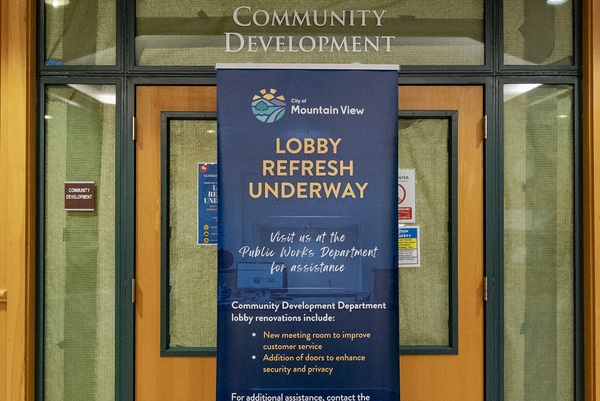 COMMUNITY
DEVELOPMENT
City of
Mountain View
LOBBY
REFRESH
UNDERWAY
Visit us at the
Public Works Department
for assistance
Community Development Department
lobby renovations include:
• New meeting room to improve
customer service
• Addition of doors to enhance
security and privacy
For additional assistance, contact the
COMMUNITY
DEVELOPMENT